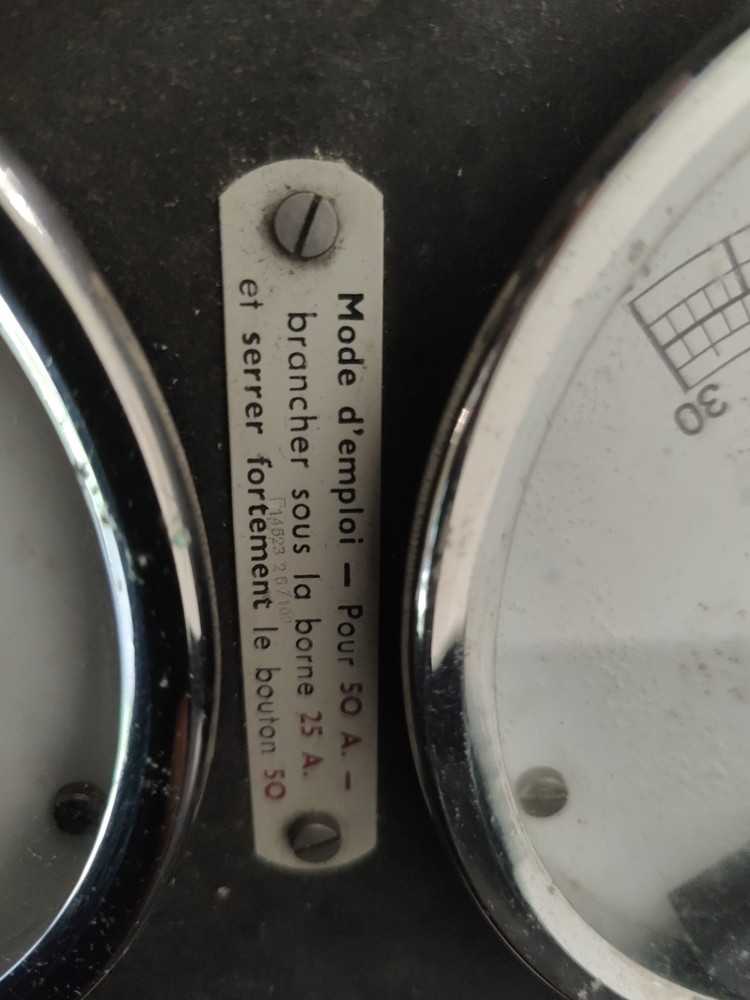 Mode d'emploi — Pour 50 A. —
brancher sous la borne 25 A.
et serrer fortement le bouton 50
30